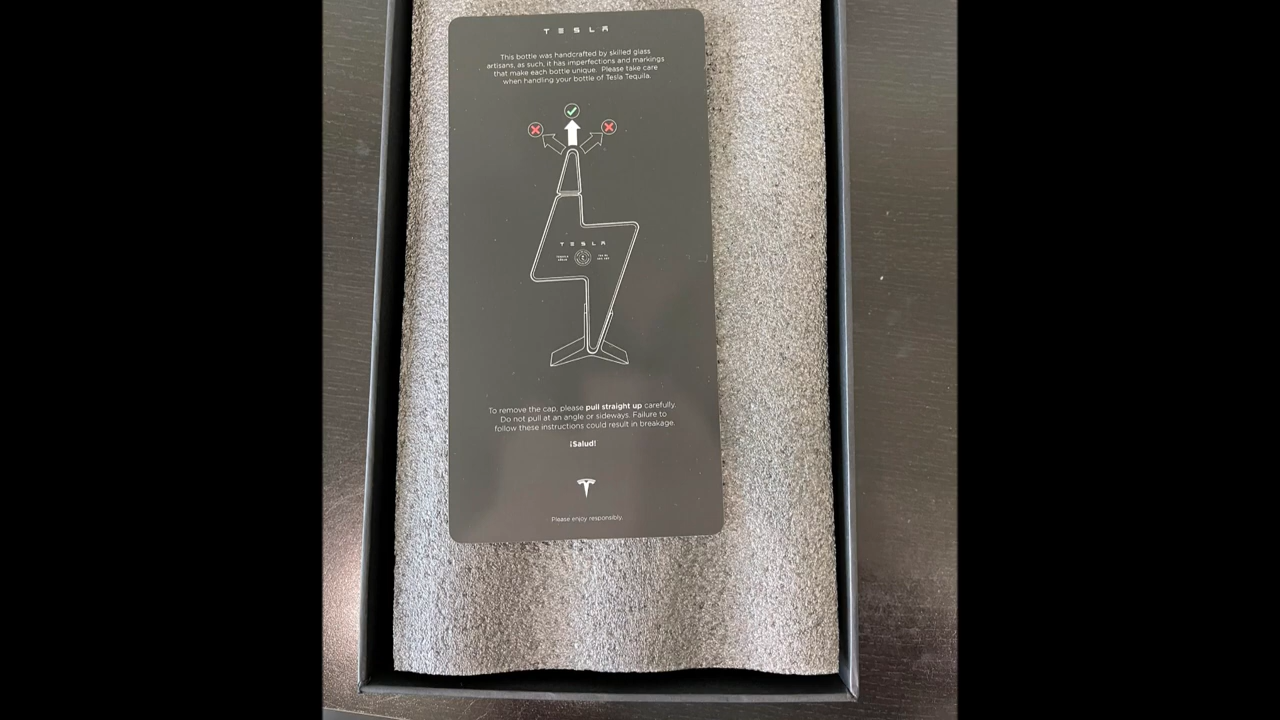 TESLA
This bottle was handcrafted by skilled glass
artisans, as such, it has imperfections and markings
that make each bottle unique. Please take care
when handling your bottle of Tesla Tequila.
TESLA
To remove the cap, please pull straight up carefully.
Do not pull at an angle or sideways. Failure to
follow these instructions could result in breakage.
¡Salud!
Please enjoy responsibly.